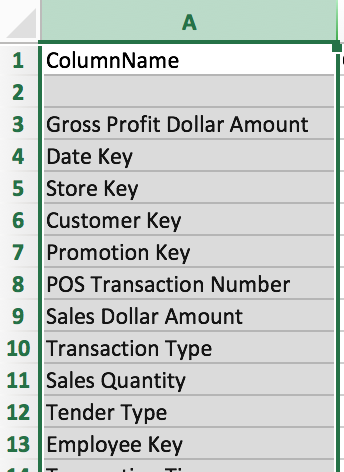 A
1 ColumnName
2
3 Gross Profit Dollar Amount
4 Date Key
5 Store Key
6 Customer Key
7 Promotion Key
8 POS Transaction Number
9 Sales Dollar Amount
10 Transaction Type
11 Sales Quantity
12 Tender Type
13 Employee Key